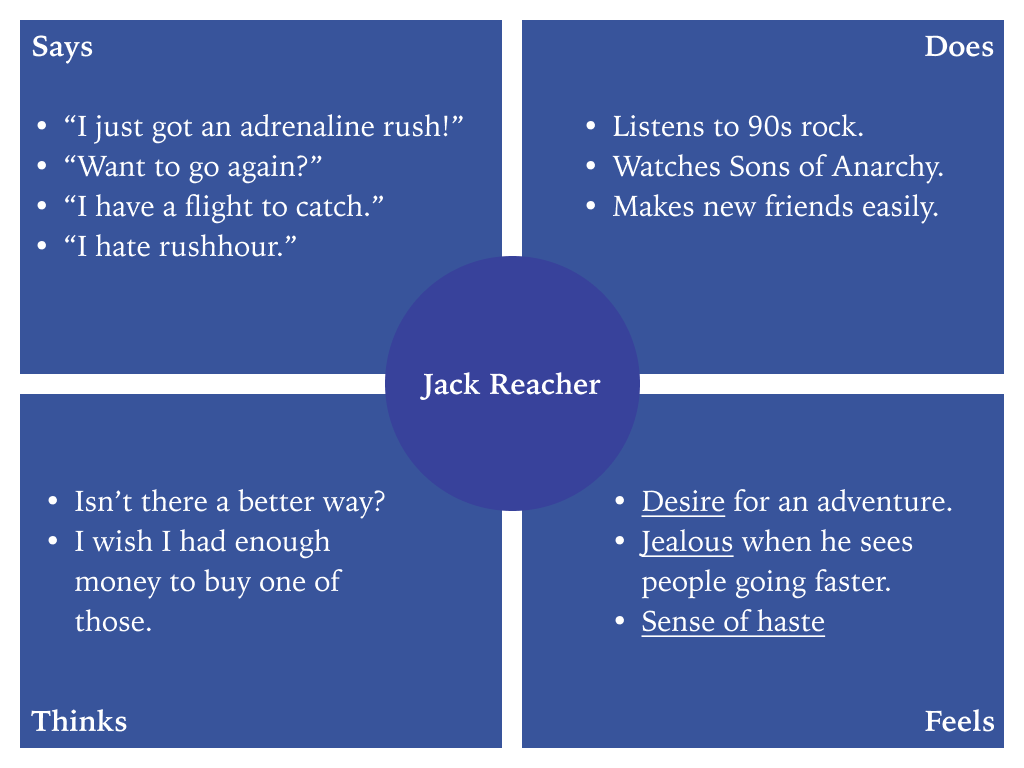 Says
• “I just got an adrenaline rush!”
• “Want to go again?”
• “I have a flight to catch.”
• “I hate rushhour.”
Does
• Listens to 90s rock.
• Watches Sons of Anarchy.
• Makes new friends easily.
Jack Reacher
• Isn’t there a better way?
• I wish I had enough
money to buy one of
those.
Thinks
• Desire for an adventure.
• Jealous when he sees
people going faster.
• Sense of haste
Feels